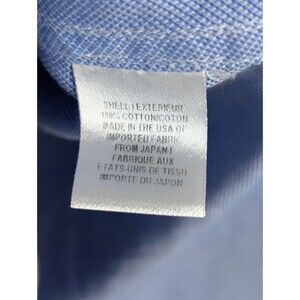 SHELL / EXTERIEUR
100% COTTON/COTON
MADE IN THE USA OF
IMPORTED FABRIC
FROM JAPAN /
FABRIQUE AUX
ETATS-UNIS DE TISSU
IMPORTE DU JAPON